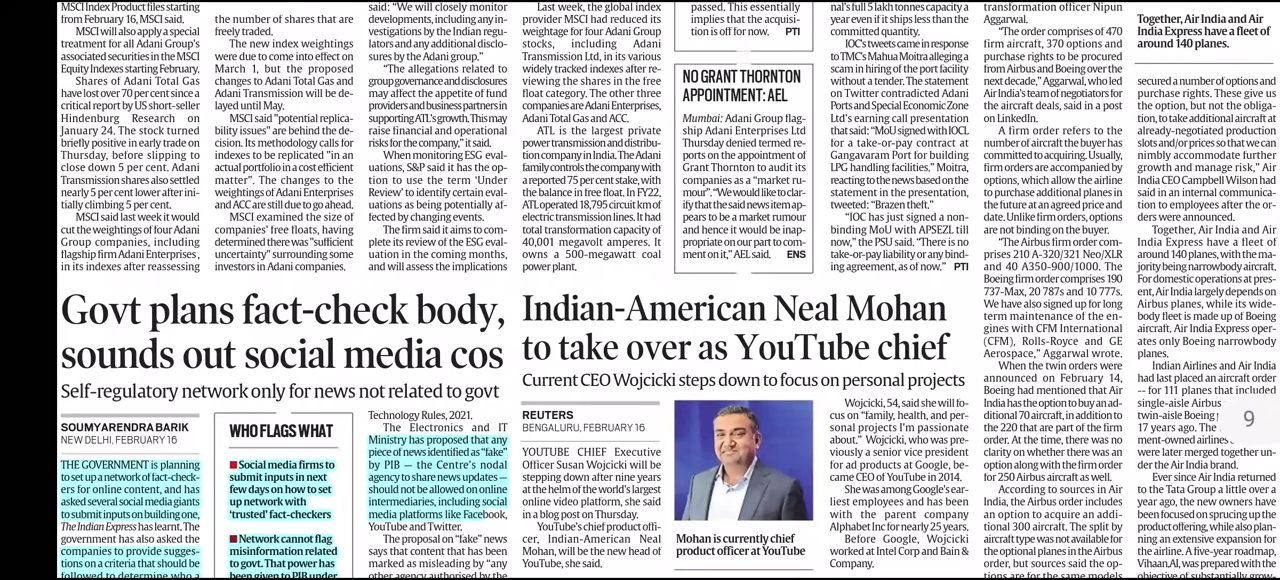 MSCI Index Product files starting
from February 16, MSCI said.
MSCI will also apply a special
treatment for all Adani Group's
associated securities in the MSCI
Equity Indexes starting February.
Shares of Adani Total Gas
have lost over 70 per cent since a
critical report by US short-seller
Hindenburg Research on
January 24. The stock turned
briefly positive in early trade on
Thursday, before slipping to
close down 5 per cent. Adani
Transmission shares also settled
nearly 5 per cent lower after ini-
tially climbing 5 per cent.
MSCI said last week it would
cut the weightings of four Adani
Group companies, including
flagship firm Adani Enterprises,
in its indexes after reassessing
the number of shares that are
freely traded.
The new index weightings
were due to come into effect on
March 1, but the proposed
changes to Adani Total Gas and
Adani Transmission will be de-
layed until May.
MSCI said "potential replica-
bility issues" are behind the de-
cision. Its methodology calls for
indexes to be replicated "in an
actual portfolio in a cost efficient
matter". The changes to the
weightings of Adani Enterprises
and ACC are still due to go ahead.
MSCI examined the size of
companies' free floats, having
determined there was "sufficient
uncertainty" surrounding some
investors in Adani companies.
said: "We will closely monitor
developments, including any in-
vestigations by the Indian regu-
lators and any additional disclo-
sures by the Adani group."
"The allegations related to
group governance and disclosures
may affect the appetite of fund
providers and business partners in
supporting ATL's growth. This may
raise financial and operational
risks for the company," it said.
When monitoring ESG eval-
uations, S&P said it has the op-
tion to use the term 'Under
Review' to identify certain eval-
uations as being potentially af-
fected by changing events.
The firm said it aims to com-
plete its review of the ESG eval-
uation in the coming months,
and will assess the implications
Last week, the global index
provider MSCI had reduced its
weightage for four Adani Group
stocks, including Adani
Transmission Ltd, in its various
widely tracked indexes after re-
viewing the shares in the free
float category. The other three
companies are Adani Enterprises,
Adani Total Gas and ACC.
ATL is the largest private
power transmission and distribu-
tion company in India. The Adani
family controls the company with
a reported 75 per cent stake, with
the balance in free float. In FY22,
ATL operated 18,795 circuit km of
electric transmission lines. It had
total transformation capacity of
40,001 megavolt amperes. It
owns a 500-megawatt coal
power plant.
passed. This essentially
implies that the acquisi-
tion is off for now. PTI
NO GRANT THORNTON
APPOINTMENT: AEL
Mumbai: Adani Group flag-
ship Adani Enterprises Ltd
Thursday denied termed re-
ports on the appointment of
Grant Thornton to audit its
companies as a "market ru-
mour". "We would like to clar-
ify that the said news item ap-
pears to be a market rumour
and hence it would be inap-
propriate on our part to com-
ment on it," AEL said. ENS
nal's full 5 lakh tonnes capacity a
year even if it ships less than the
committed quantity.
IOC's tweets came in response
to TMC's Mahua Moitra alleging a
scam in hiring of the port facility
without a tender. The statement
on Twitter contradicted Adani
Ports and Special Economic Zone
Ltd's earning call presentation
that said: "MoU signed with IOCL
for a take-or-pay contract at
Gangavaram Port for building
LPG handling facilities." Moitra,
reacting to the news based on the
statement in the presentation,
tweeted; "Brazen theft."
"IOC has just signed a non-
binding MoU with APSEZL till
now," the PSU said. "There is no
take-or-pay liability or any bind-
ing agreement, as of now." PTI
transformation officer Nipun
Aggarwal.
"The order comprises of 470
firm aircraft, 370 options and
purchase rights to be procured
from Airbus and Boeing over the
next decade," Aggarwal, who led
Air India's team of negotiators for
the aircraft deals, said in a post
on LinkedIn.
A firm order refers to the
number of aircraft the buyer has
committed to acquiring. Usually,
firm orders are accompanied by
options, which allow the airline
to purchase additional planes in
the future at an agreed price and
date. Unlike firm orders, options
are not binding on the buyer.
"The Airbus firm order com-
prises 210 A-320/321 Neo/XLR
and 40 A350-900/1000. The
Boeing firm order comprises 190
737-Max, 20 787s and 10 777s.
We have also signed up for long
term maintenance of the en-
gines with CFM International
(CFM), Rolls-Royce and GE
Aerospace," Aggarwal wrote.
When the twin orders were
announced on February 14,
Boeing had mentioned that Air
India has the option to buy an ad-
ditional 70 aircraft, in addition to
the 220 that are part of the firm
order. At the time, there was no
clarity on whether there was an
option along with the firm order
for 250 Airbus aircraft as well.
According to sources in Air
India, the Airbus order includes
an option to acquire an addi-
tional 300 aircraft. The split by
aircraft type was not available for
the optional planes in the Airbus
order, but sources said the op-
tions are for the same models
Together, Air India and Air
India Express have a fleet of
around 140 planes.
secured a number of options and
purchase rights. These give us
the option, but not the obliga-
tion, to take additional aircraft at
already-negotiated production
slots and/or prices so that we can
nimbly accommodate further
growth and manage risk," Air
India CEO Campbell Wilson had
said in an internal communica-
tion to employees after the or-
ders were announced.
Together, Air India and Air
India Express have a fleet of
around 140 planes, with the ma-
jority being narrowbody aircraft.
For domestic operations at pres-
ent, Air India largely depends on
Airbus planes, while its wide-
body fleet is made up of Boeing
aircraft. Air India Express oper-
ates only Boeing narrowbody
planes.
Indian Airlines and Air India
had last placed an aircraft order
-- for 111 planes that included
single-aisle Airbus
twin-aisle Boeing
17 years ago. The
ment-owned airlines
were later merged together un-
der the Air India brand.
Ever since Air India returned
to the Tata Group a little over a
year ago, the new owners have
been focused on sprucing up the
product offering, while also plan-
ning an extensive expansion for
the airline. A five-year roadmap,
Vihaan.AI, was prepared with the
objective of substantially grow-
9
Govt plans fact-check body,
sounds out social media cos
Self-regulatory network only for news not related to govt
SOUMYARENDRA BARIK
NEW DELHI, FEBRUARY 16
THE GOVERNMENT is planning
to set up a network of fact-check-
ers for online content, and has
asked several social media giants
to submit inputs on building one,
The Indian Express has learnt. The
government has also asked the
companies to provide sugges-
tions on a criteria that should be
followed to determine who a
WHO FLAGS WHAT
■ Social media firms to
submit inputs in next
few days on how to set
up network with
'trusted' fact-checkers
■ Network cannot flag
misinformation related
to govt. That power has
been given to PIB under
Technology Rules, 2021.
The Electronics and IT
Ministry has proposed that any
piece of news identified as "fake"
by PIB — the Centre's nodal
agency to share news updates —
should not be allowed on online
intermediaries, including social
media platforms like Facebook,
YouTube and Twitter.
The proposal on "fake" news
says that content that has been
marked as misleading by "any
other agency authorised by the
Indian-American Neal Mohan
to take over as YouTube chief
Current CEO Wojcicki steps down to focus on personal projects
REUTERS
BENGALURU, FEBRUARY 16
YOUTUBE CHIEF Executive
Officer Susan Wojcicki will be
stepping down after nine years
at the helm of the world's largest
online video platform, she said
in a blog post on Thursday.
YouTube's chief product offi-
cer, Indian-American Neal
Mohan, will be the new head of
YouTube, she said.
Mohan is currently chief
product officer at YouTube
Wojcicki, 54, said she will fo-
cus on "family, health, and per-
sonal projects I'm passionate
about." Wojcicki, who was pre-
viously a senior vice president
for ad products at Google, be-
came CEO of YouTube in 2014.
She was among Google's ear-
liest employees and has been
with the parent company
Alphabet Inc for nearly 25 years.
Before Google, Wojcicki
worked at Intel Corp and Bain &
Company.